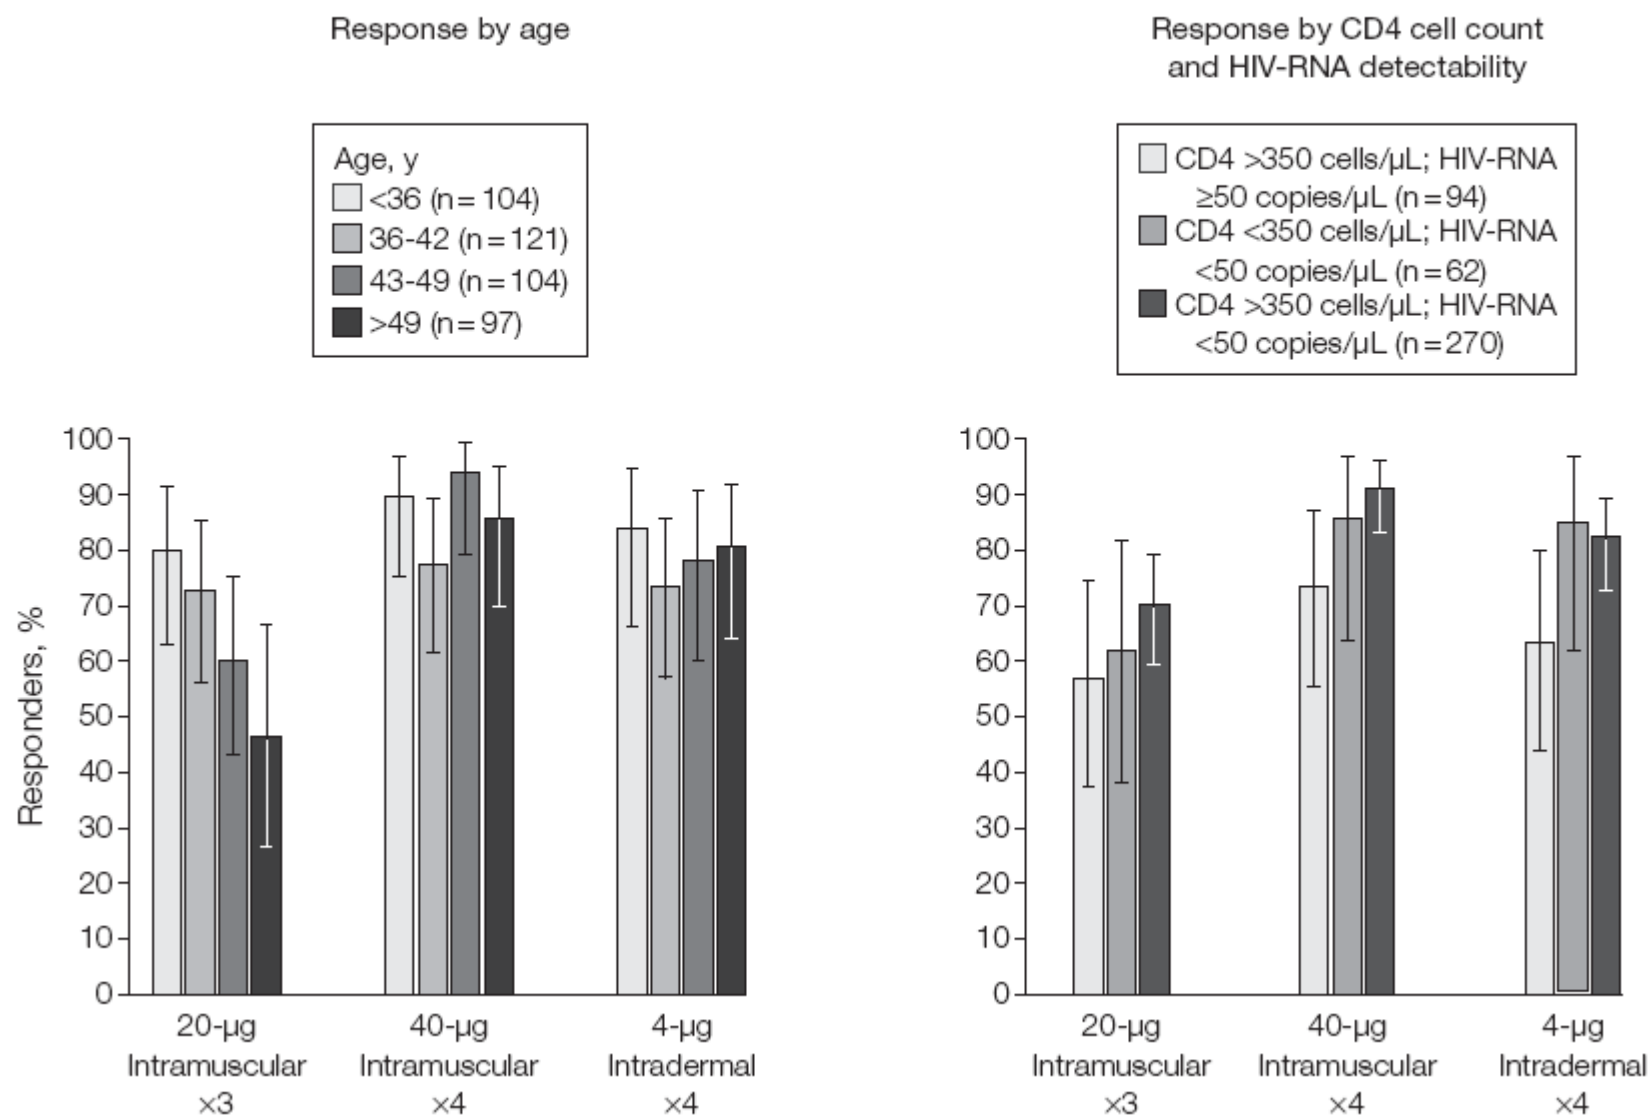 Response by age
Age, y
<36 (n = 104)
36-42 (n = 121)
43-49 (n = 104)
>49 (n = 97)
Responders, %
100
90
80
70
60
50
40
30
20
10
0
20-µg
Intramuscular
×3
40-µg
Intramuscular
×4
4-µg
Intradermal
×4
Response by CD4 cell count
and HIV-RNA detectability
CD4 >350 cells/µL; HIV-RNA
≥50 copies/µL (n = 94)
CD4 <350 cells/µL; HIV-RNA
<50 copies/µL (n = 62)
CD4 >350 cells/µL; HIV-RNA
<50 copies/µL (n = 270)
100
90
80
70
60
50
40
30
20
10
0
20-µg
Intramuscular
×3
40-µg
Intramuscular
×4
4-µg
Intradermal
×4